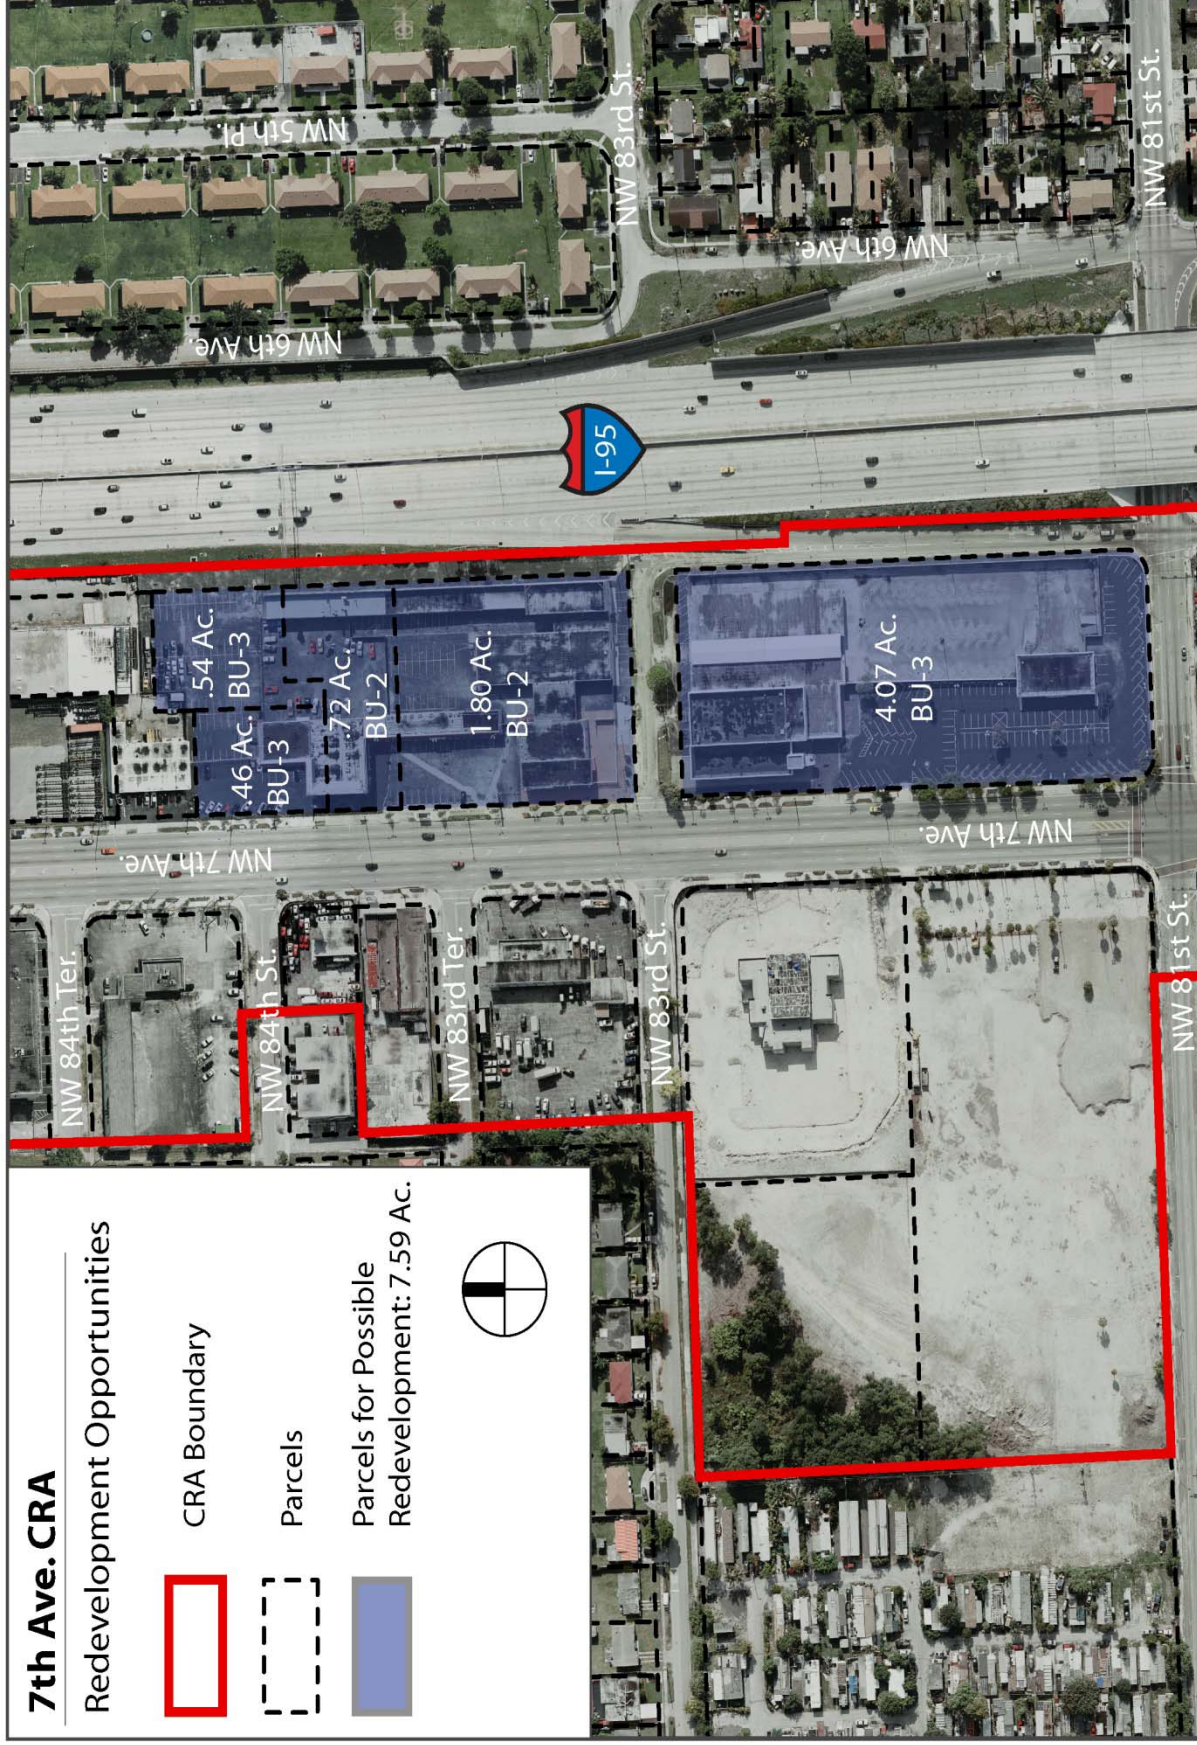 7th Ave. CRA
Redevelopment Opportunities
CRA Boundary
Parcels
Parcels for Possible
Redevelopment: 7.59 Ac.
NW 84th Ter.
NW 84th St.
NW 83rd Ter.
NW 83rd St.
NW 81st St.
NW 7th Ave.
NW 7th Ave.
.46 Ac.
BU-3
.54 Ac.
BU-3
.72 Ac.
BU-2
1.80 Ac.
BU-2
4.07 Ac.
BU-3
I-95
NW 6th Ave.
NW 6th Ave.
NW 5th Pl.
NW 83rd St.
NW 81st St.